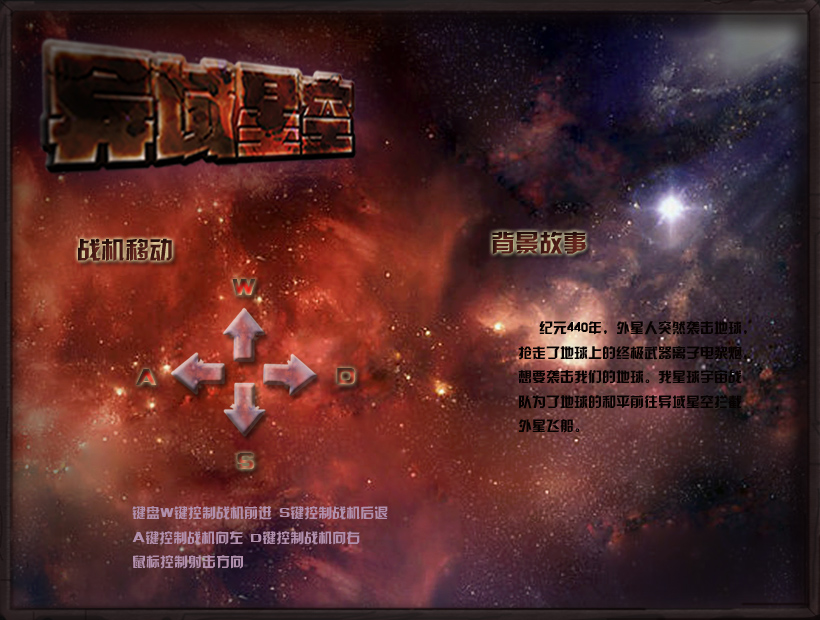 异域星空
战机移动
W
A
D
S
键盘W键控制战机前进 S键控制战机后退
A键控制战机向左 D键控制战机向右
鼠标控制射击方向
背景故事
纪元440年,外星人突然袭击地球,
抢走了地球上的终极武器离子电浆炮,
想要袭击我们的地球。我星球宇宙战
队为了地球的和平前往异域星空拦截
外星飞船。